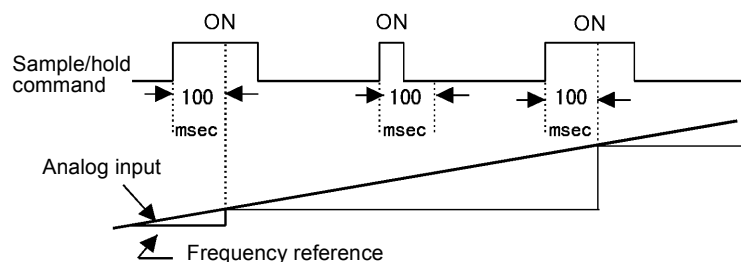 ON
ON
ON
Sample/hold
command
100
msec
100
msec
100
msec
Analog input
Frequency reference